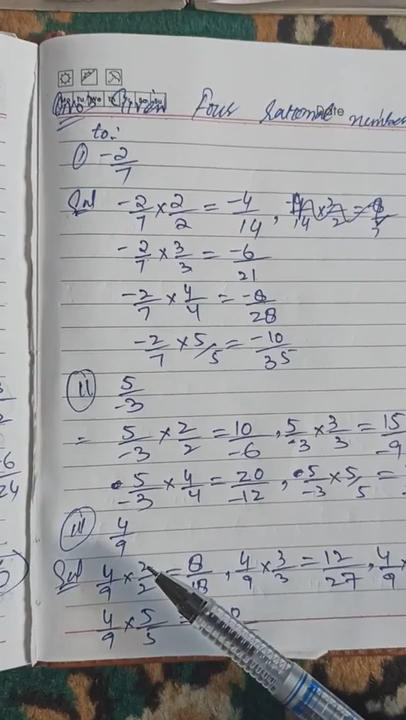 Given Four rational numbers
to:
(i) -2/7
Sol -2/7 × 2/2 = -4/14,
-2/7 × 3/3 = -6/21
-2/7 × 4/4 = -8/28
-2/7 × 5/5 = -10/35
(ii) 5/-3
= 5/-3 × 2/2 = 10/-6, 5/-3 × 3/3 = 15/-9
5/-3 × 4/4 = 20/-12, 5/-3 × 5/5 =
(iii) 4/9
Sol 4/9 × 2/2 = 8/18, 4/9 × 3/3 = 12/27, 4/9 ×
4/9 × 5/5 =
-6/24